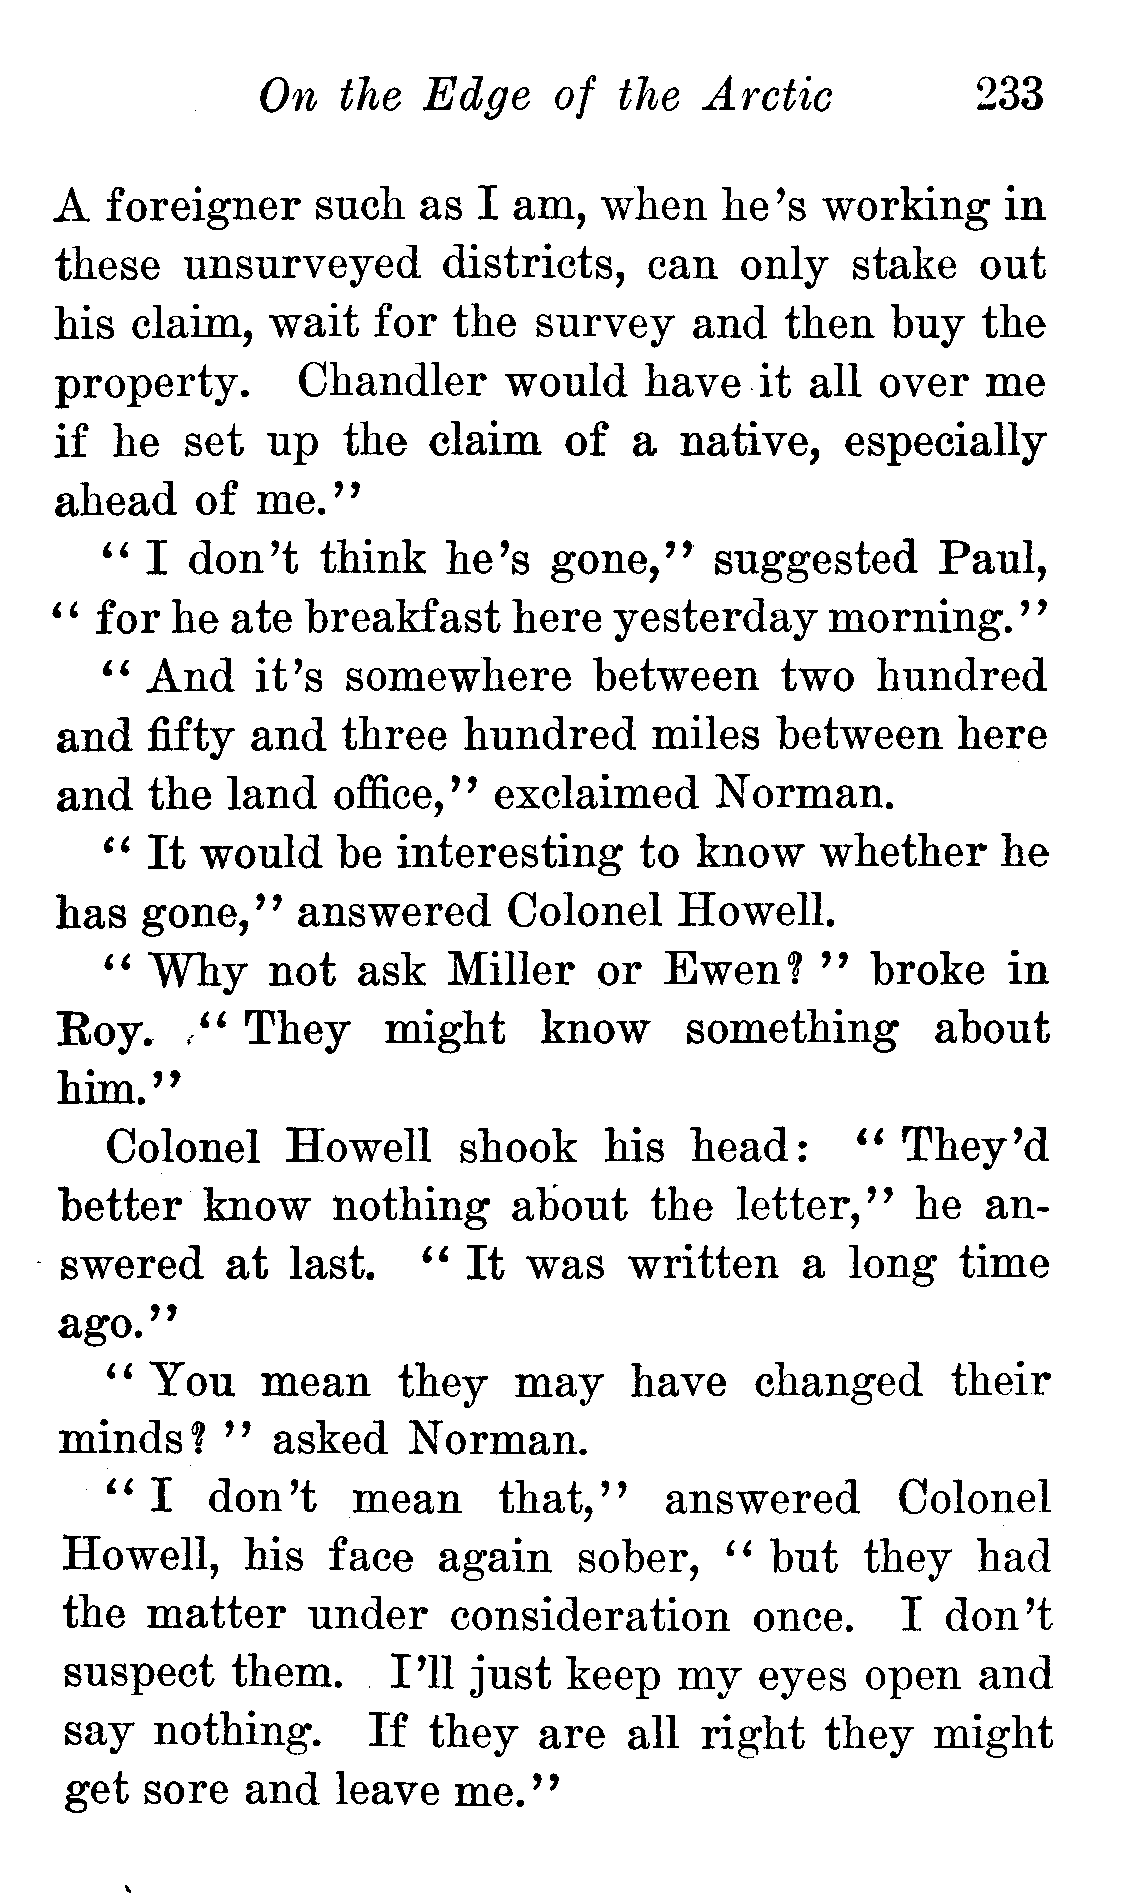 On the Edge of the Arctic 233
A foreigner such as I am, when he's working in
these unsurveyed districts, can only stake out
his claim, wait for the survey and then buy the
property. Chandler would have it all over me
if he set up the claim of a native, especially
ahead of me."
" I don't think he's gone," suggested Paul,
" for he ate breakfast here yesterday morning."
" And it's somewhere between two hundred
and fifty and three hundred miles between here
and the land office," exclaimed Norman.
" It would be interesting to know whether he
has gone," answered Colonel Howell.
" Why not ask Miller or Ewen? " broke in
Roy. " They might know something about
him."
Colonel Howell shook his head: " They'd
better know nothing about the letter," he an-
swered at last. " It was written a long time
ago."
" You mean they may have changed their
minds? " asked Norman.
" I don't mean that," answered Colonel
Howell, his face again sober, " but they had
the matter under consideration once. I don't
suspect them. I'll just keep my eyes open and
say nothing. If they are all right they might
get sore and leave me."